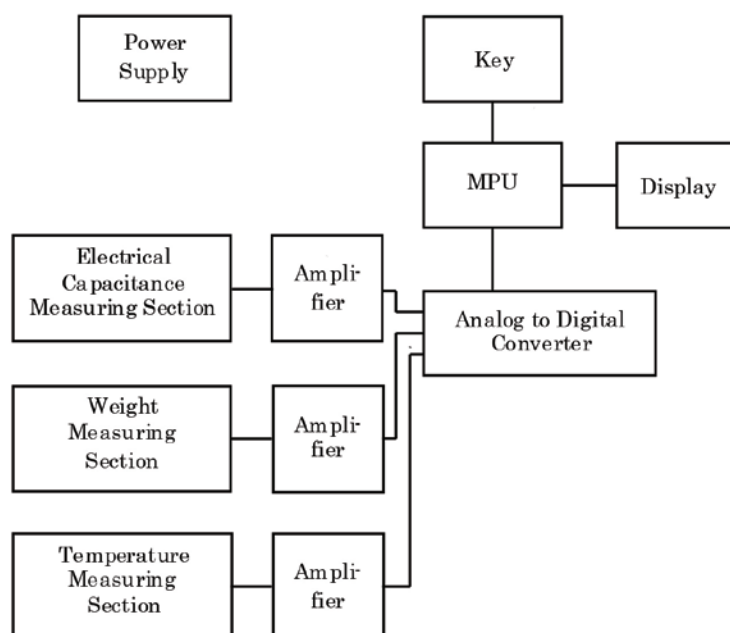 Power
Supply
Key
MPU
Display
Electrical
Capacitance
Measuring Section
Ampli-
fier
Analog to Digital
Converter
Weight
Measuring
Section
Ampli-
fier
Temperature
Measuring
Section
Ampli-
fier